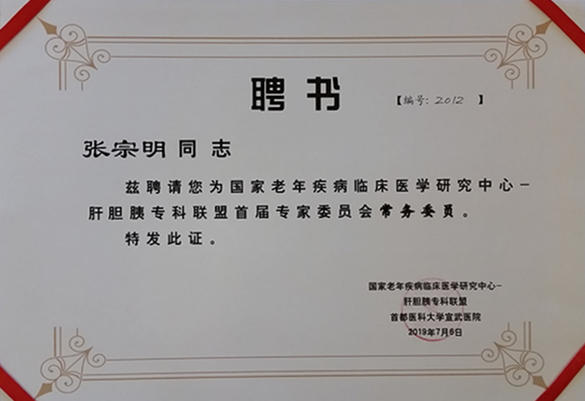 聘书
【编号: 2012 】
张宗明同志
兹聘请您为国家老年疾病临床医学研究中心-
肝胆胰专科联盟首届专家委员会常务委员。
特发此证。
国家老年疾病临床医学研究中心-
肝胆胰专科联盟
首都医科大学宣武医院
2019年7月6日